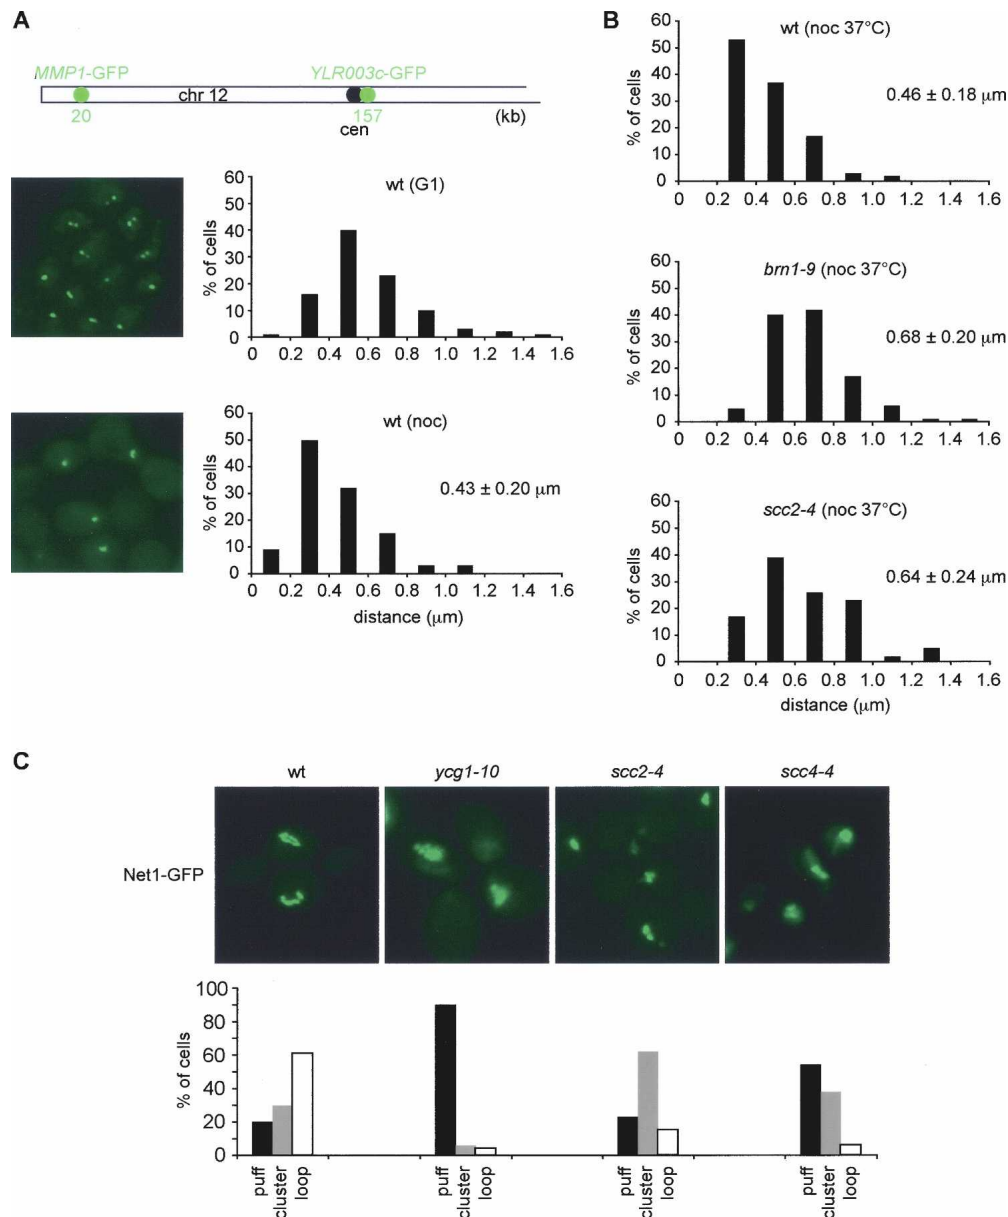 A
MMP1-GFP YLR003c-GFP
chr 12
20 157 (kb)
cen
wt (G1)
% of cells
60
50
40
30
20
10
0
0 0.2 0.4 0.6 0.8 1.0 1.2 1.4 1.6
wt (noc)
% of cells
60
50
40
30
20
10
0
0.43 ± 0.20 μm
0 0.2 0.4 0.6 0.8 1.0 1.2 1.4 1.6
distance (μm)
B
wt (noc 37°C)
% of cells
60
50
40
30
20
10
0
0.46 ± 0.18 μm
0 0.2 0.4 0.6 0.8 1.0 1.2 1.4 1.6
brn1-9 (noc 37°C)
% of cells
60
50
40
30
20
10
0
0.68 ± 0.20 μm
0 0.2 0.4 0.6 0.8 1.0 1.2 1.4 1.6
scc2-4 (noc 37°C)
% of cells
60
50
40
30
20
10
0
0.64 ± 0.24 μm
0 0.2 0.4 0.6 0.8 1.0 1.2 1.4 1.6
distance (μm)
C
wt ycg1-10 scc2-4 scc4-4
Net1-GFP
% of cells
100
80
60
40
20
0
puff cluster loop puff cluster loop puff cluster loop puff cluster loop